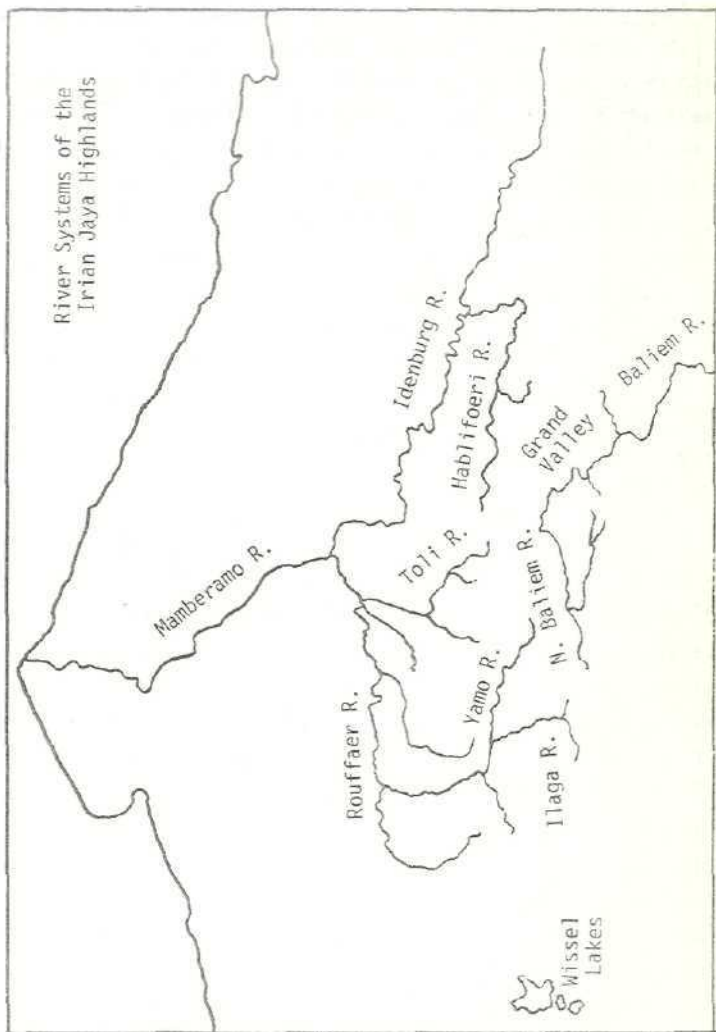 River Systems of the
Irian Jaya Highlands
Mamberamo R.
Idenburg R.
Hablifoeri R.
Rouffaer R.
Toli R.
Yamo R.
Grand
Valley
Baliem R.
N. Baliem R.
Ilaga R.
Wissel
Lakes